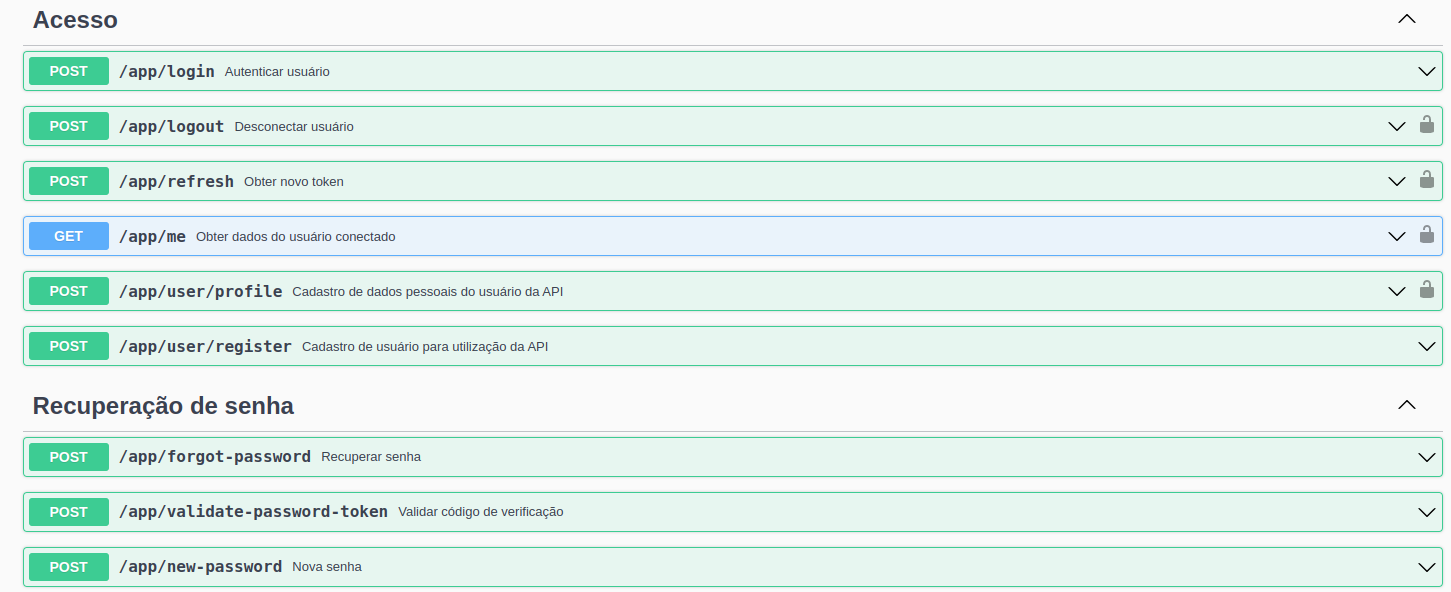 Acesso
POST /app/login Autenticar usuário
POST /app/logout Desconectar usuário
POST /app/refresh Obter novo token
GET /app/me Obter dados do usuário conectado
POST /app/user/profile Cadastro de dados pessoais do usuário da API
POST /app/user/register Cadastro de usuário para utilização da API
Recuperação de senha
POST /app/forgot-password Recuperar senha
POST /app/validate-password-token Validar código de verificação
POST /app/new-password Nova senha